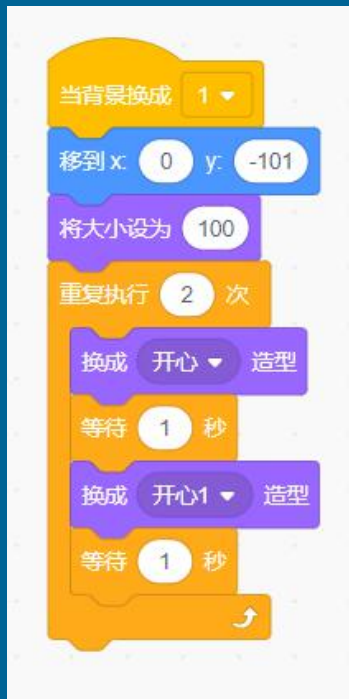 当背景换成 1
移到 x: 0 y: -101
将大小设为 100
重复执行 2 次
换成 开心 造型
等待 1 秒
换成 开心1 造型
等待 1 秒